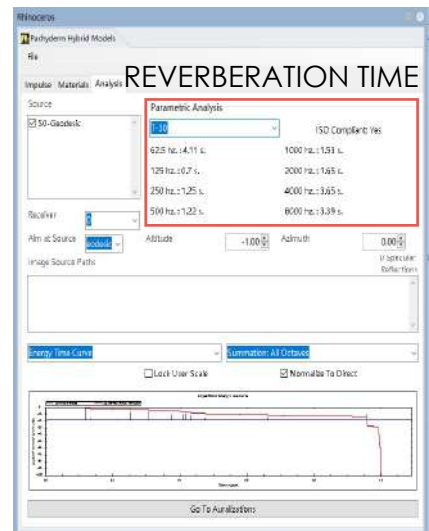 Rhinoceros
Pachyderm Hybrid Models
File
REVERBERATION TIME
Impulse Materials Analysis
Source
Parametric Analysis
S0-Geodesic
T-30
ISO Compliant: Yes
62.5 hz. : 4.11 s.
1000 hz. : 1.53 s.
125 hz. : 0.7 s.
2000 hz. : 1.65 s.
250 hz. : 1.25 s.
4000 hz. : 3.65 s.
500 hz. : 1.22 s.
8000 hz. : 3.39 s.
Receiver
0
Aim at Source
Geodesic
Altitude
-1.00
Azimuth
0.00
Image Source Paths
0 Specular
Reflections
Energy Time Curve
Summation: All Octaves
Lock User Scale
Normalize To Direct
Go To Auralizations